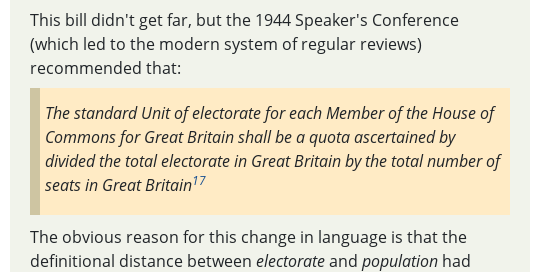 This bill didn't get far, but the 1944 Speaker's Conference
(which led to the modern system of regular reviews)
recommended that:
The standard Unit of electorate for each Member of the House of
Commons for Great Britain shall be a quota ascertained by
divided the total electorate in Great Britain by the total number of
seats in Great Britain17
The obvious reason for this change in language is that the
definitional distance between electorate and population had